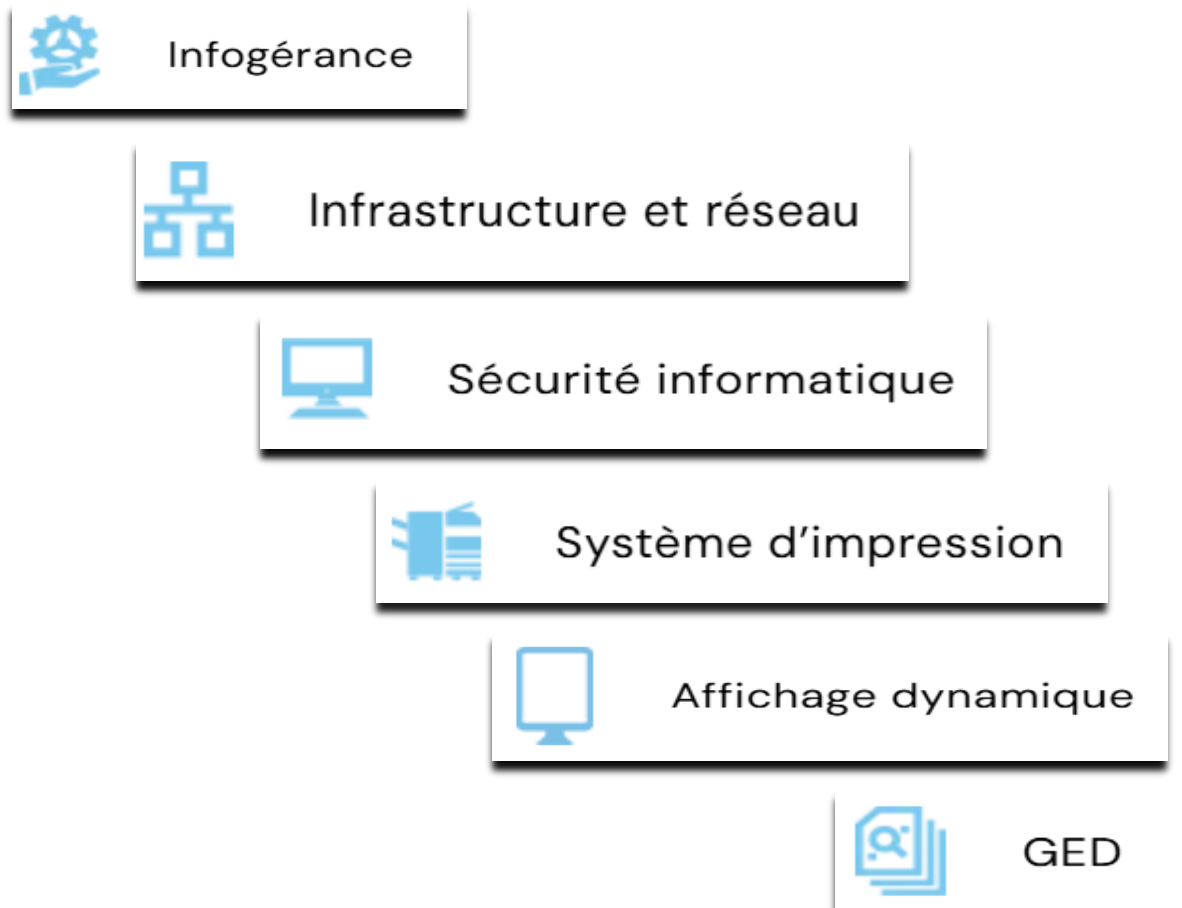 Infogérance
Infrastructure et réseau
Sécurité informatique
Système d’impression
Affichage dynamique
GED